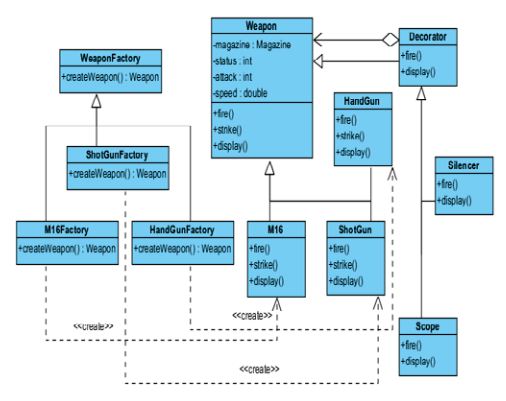 WeaponFactory
+createWeapon() : Weapon
ShotGunFactory
+createWeapon() : Weapon
M16Factory
+createWeapon() : Weapon
HandGunFactory
+createWeapon() : Weapon
Weapon
-magazine : Magazine
-status : int
-attack : int
-speed : double
+fire()
+strike()
+display()
Decorator
+fire()
+display()
HandGun
+fire()
+strike()
+display()
Silencer
+fire()
+display()
M16
+fire()
+strike()
+display()
ShotGun
+fire()
+strike()
+display()
Scope
+fire()
+display()
<<create>>
<<create>>
<<create>>